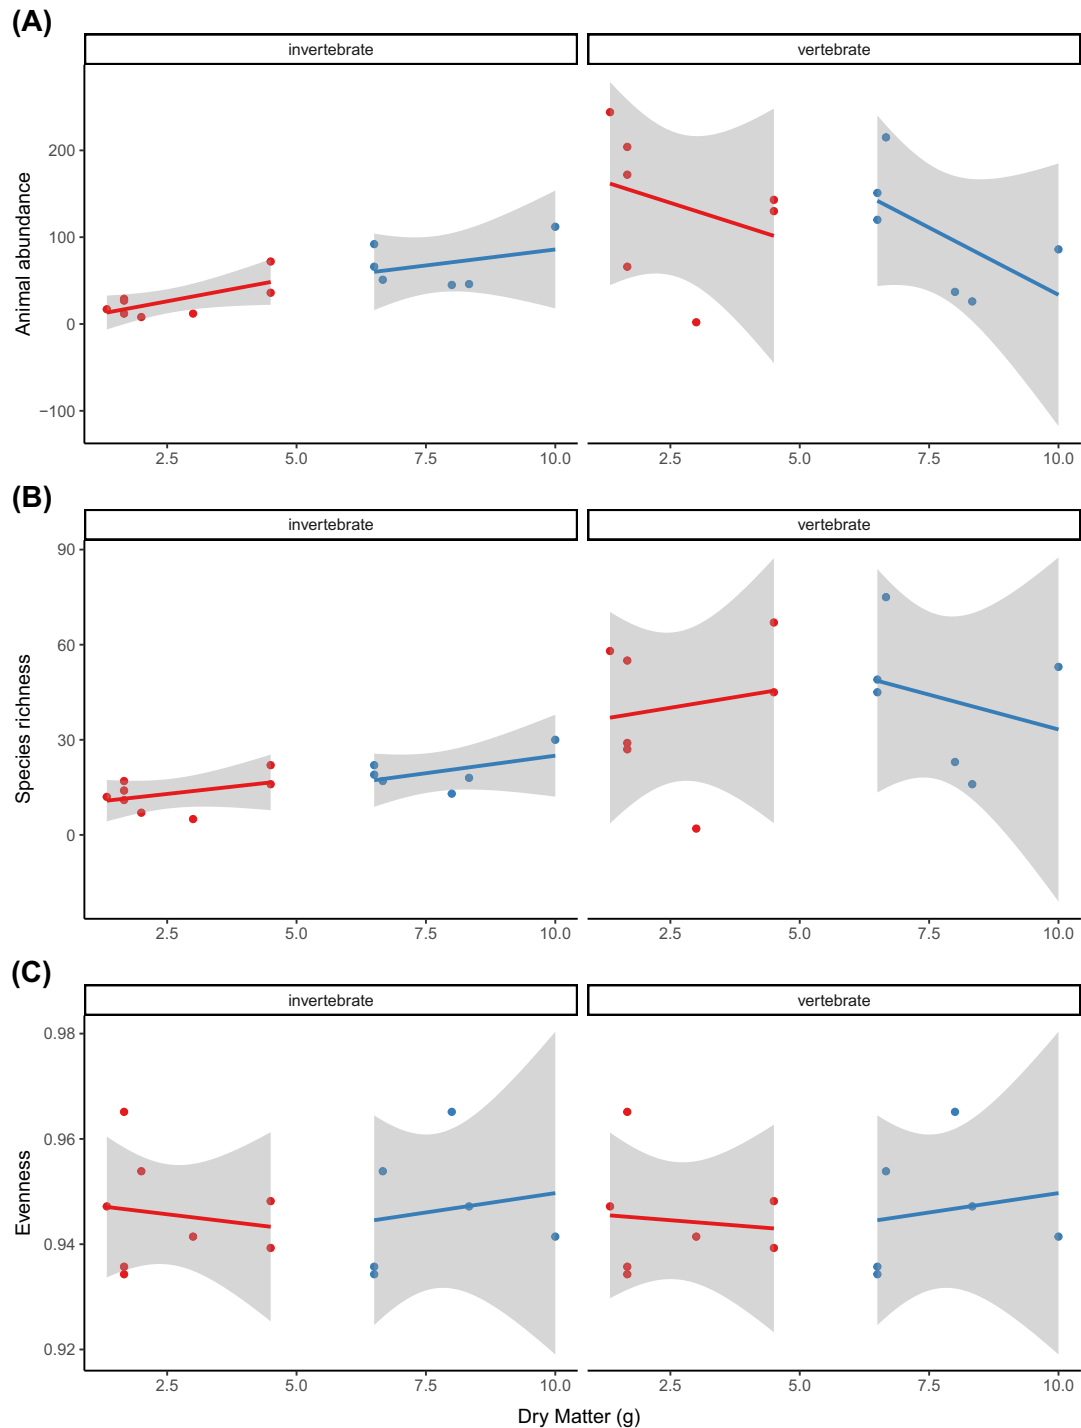 (A)
invertebrate vertebrate
Animal abundance
200
100
0
−100
2.5 5.0 7.5 10.0 2.5 5.0 7.5 10.0
(B)
invertebrate vertebrate
Species richness
90
60
30
0
2.5 5.0 7.5 10.0 2.5 5.0 7.5 10.0
(C)
invertebrate vertebrate
Evenness
0.98
0.96
0.94
0.92
2.5 5.0 7.5 10.0 2.5 5.0 7.5 10.0
Dry Matter (g)